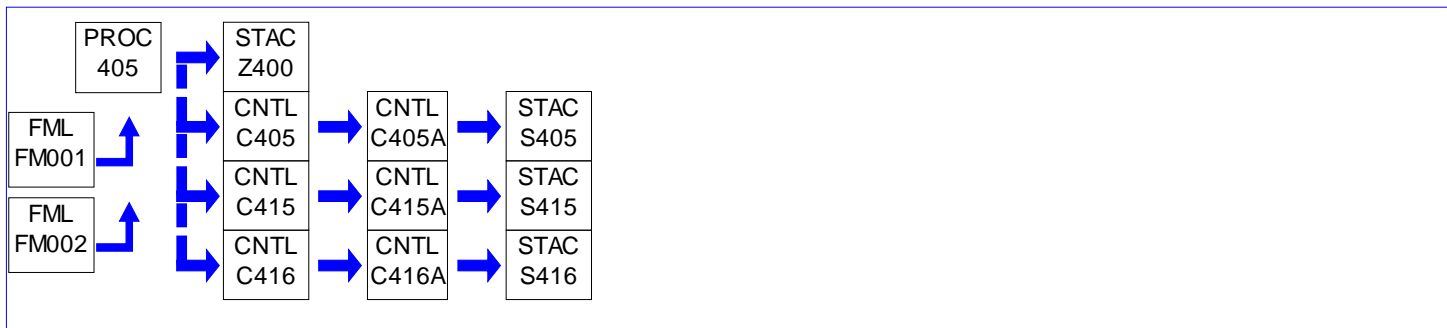 PROC
405
STAC
Z400
CNTL
C405
CNTL
C405A
STAC
S405
FML
FM001
CNTL
C415
CNTL
C415A
STAC
S415
FML
FM002
CNTL
C416
CNTL
C416A
STAC
S416